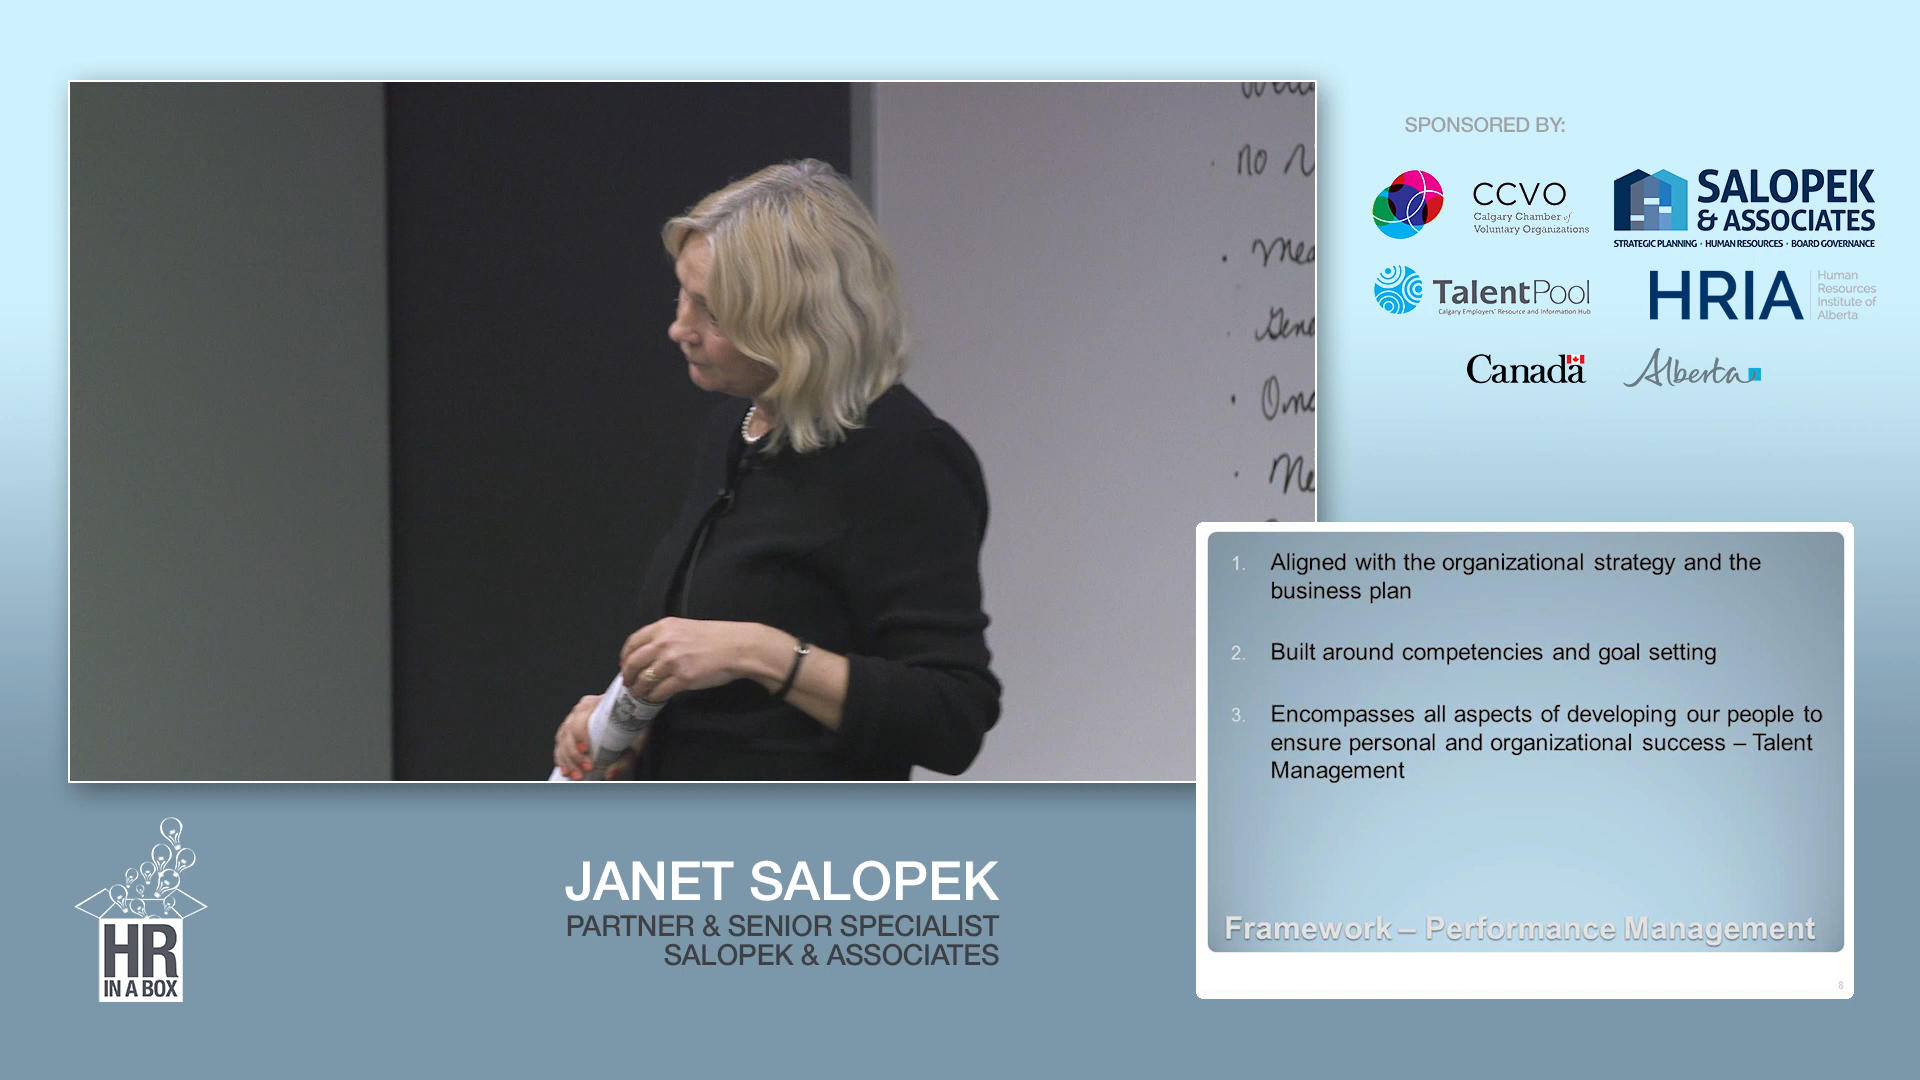 SPONSORED BY:
CCVO
Calgary Chamber of
Voluntary Organizations
SALOPEK
& ASSOCIATES
STRATEGIC PLANNING · HUMAN RESOURCES · BOARD GOVERNANCE
TalentPool
Calgary Employers' Resource and Information Hub
HRIA
Human
Resources
Institute of
Alberta
Canada
Alberta
no
1. Aligned with the organizational strategy and the
business plan
2. Built around competencies and goal setting
3. Encompasses all aspects of developing our people to
ensure personal and organizational success – Talent
Management
Framework – Performance Management
8
JANET SALOPEK
PARTNER & SENIOR SPECIALIST
SALOPEK & ASSOCIATES
HR
IN A BOX